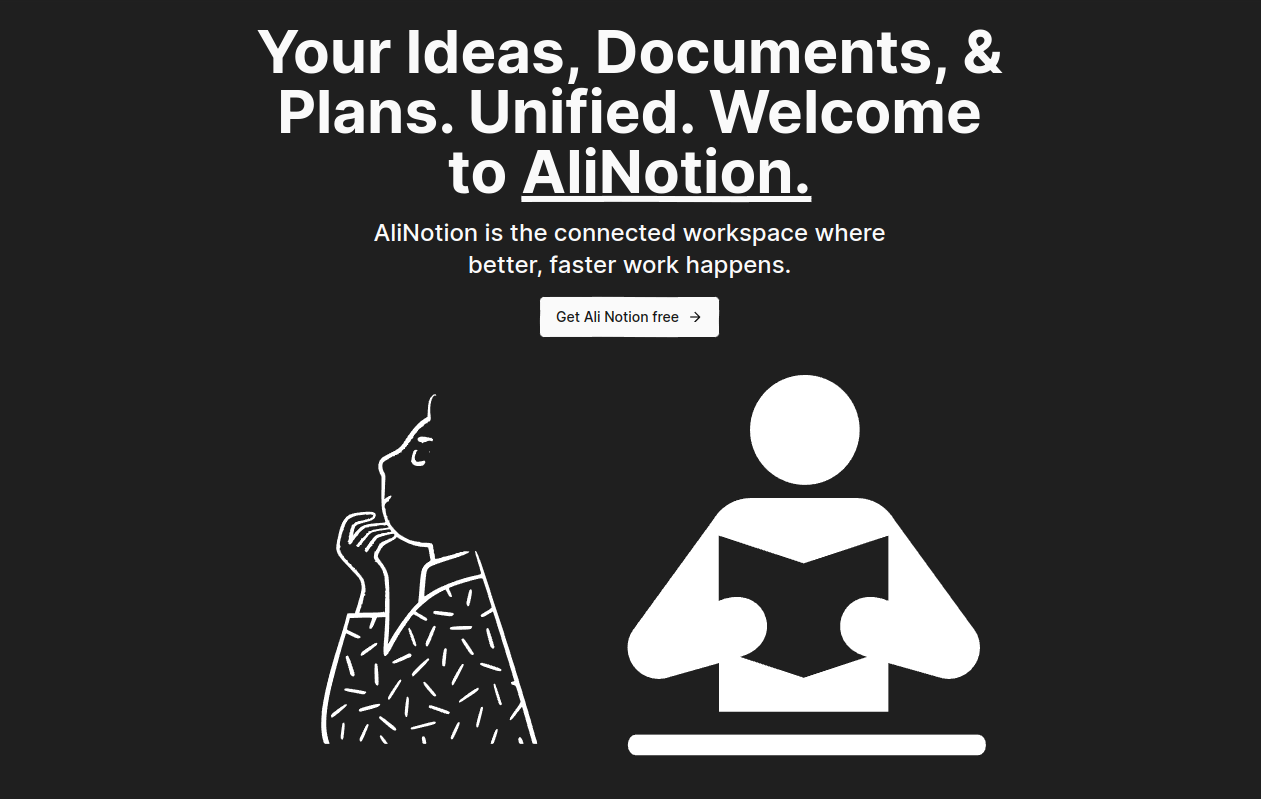 Your Ideas, Documents, &
Plans. Unified. Welcome
to AliNotion.
AliNotion is the connected workspace where
better, faster work happens.
Get Ali Notion free →